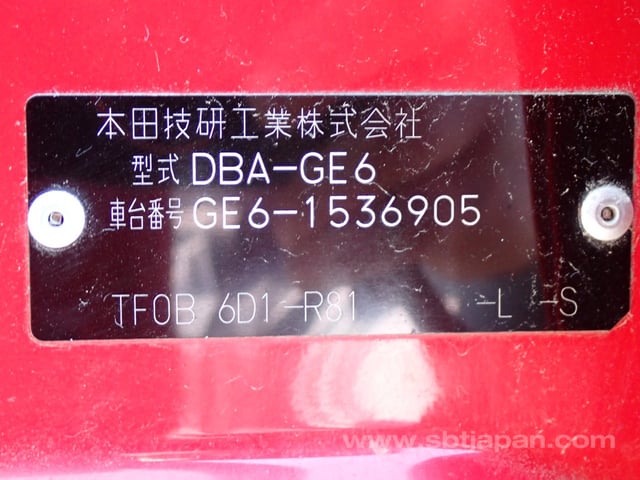 本田技研工業株式会社
型式 DBA-GE6
車台番号 GE6-1536905
TF0B 6D1-R81 -L -S
www.sbtjapan.com